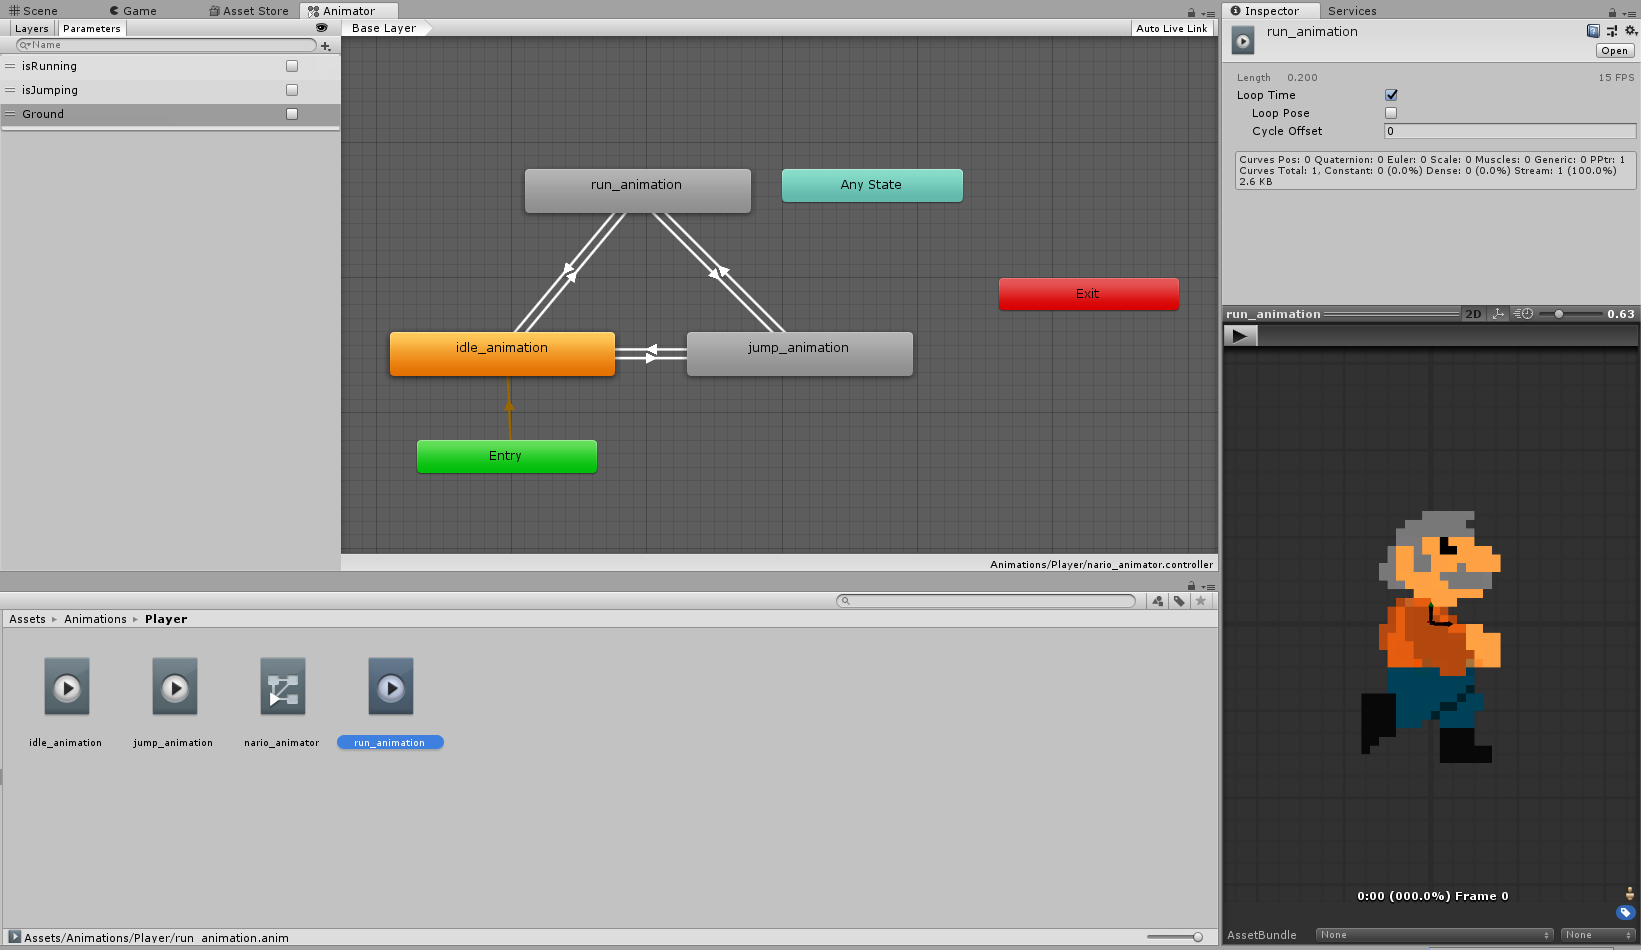 Scene
Game
Asset Store
Animator
Layers
Parameters
Name
isRunning
isJumping
Ground
Base Layer
Auto Live Link
run_animation
Any State
Exit
idle_animation
jump_animation
Entry
Animations/Player/nario_animator.controller
Assets ▸ Animations ▸ Player
idle_animation
jump_animation
nario_animator
run_animation
Assets/Animations/Player/run_animation.anim
Inspector
Services
run_animation
Open
Length 0.200 15 FPS
Loop Time
Loop Pose
Cycle Offset 0
Curves Pos: 0 Quaternion: 0 Euler: 0 Scale: 0 Muscles: 0 Generic: 0 PPtr: 1
Curves Total: 1, Constant: 0 (0.0%) Dense: 0 (0.0%) Stream: 1 (100.0%)
2.6 KB
run_animation 2D 0.63
0:00 (000.0%) Frame 0
AssetBundle None None